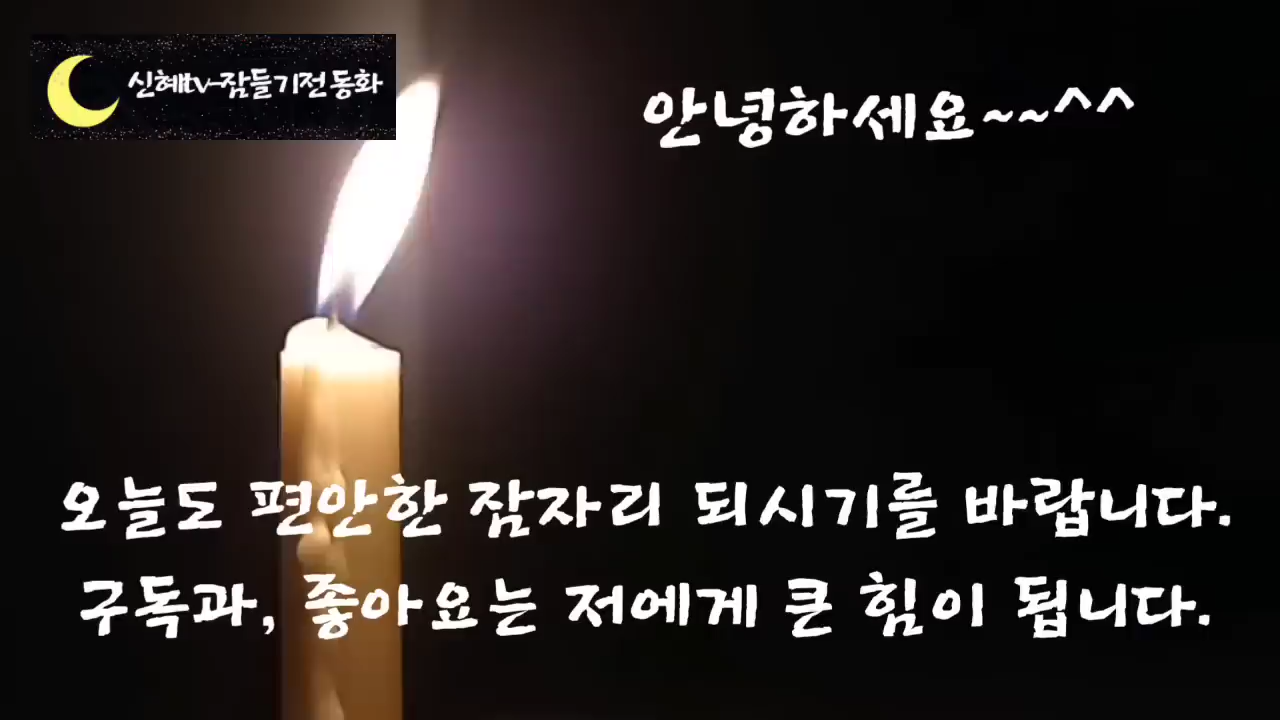 신혜tv-잠들기전 동화
안녕하세요~~^^
오늘도 편안한 잠자리 되시기를 바랍니다.
구독과, 좋아요는 저에게 큰 힘이 됩니다.